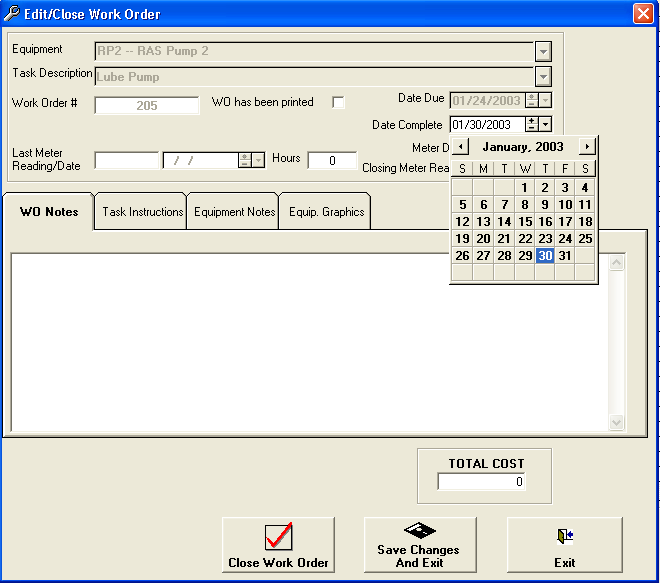 Edit/Close Work Order
Equipment RP2 -- RAS Pump 2
Task Description Lube Pump
Work Order # 205 WO has been printed Date Due 01/24/2003
Date Complete 01/30/2003
Last Meter Reading/Date / / Hours 0 Meter D
Closing Meter Rea
January, 2003
S M T W T F S
1 2 3 4
5 6 7 8 9 10 11
12 13 14 15 16 17 18
19 20 21 22 23 24 25
26 27 28 29 30 31
WO Notes Task Instructions Equipment Notes Equip. Graphics
TOTAL COST
0
Close Work Order
Save Changes
And Exit
Exit